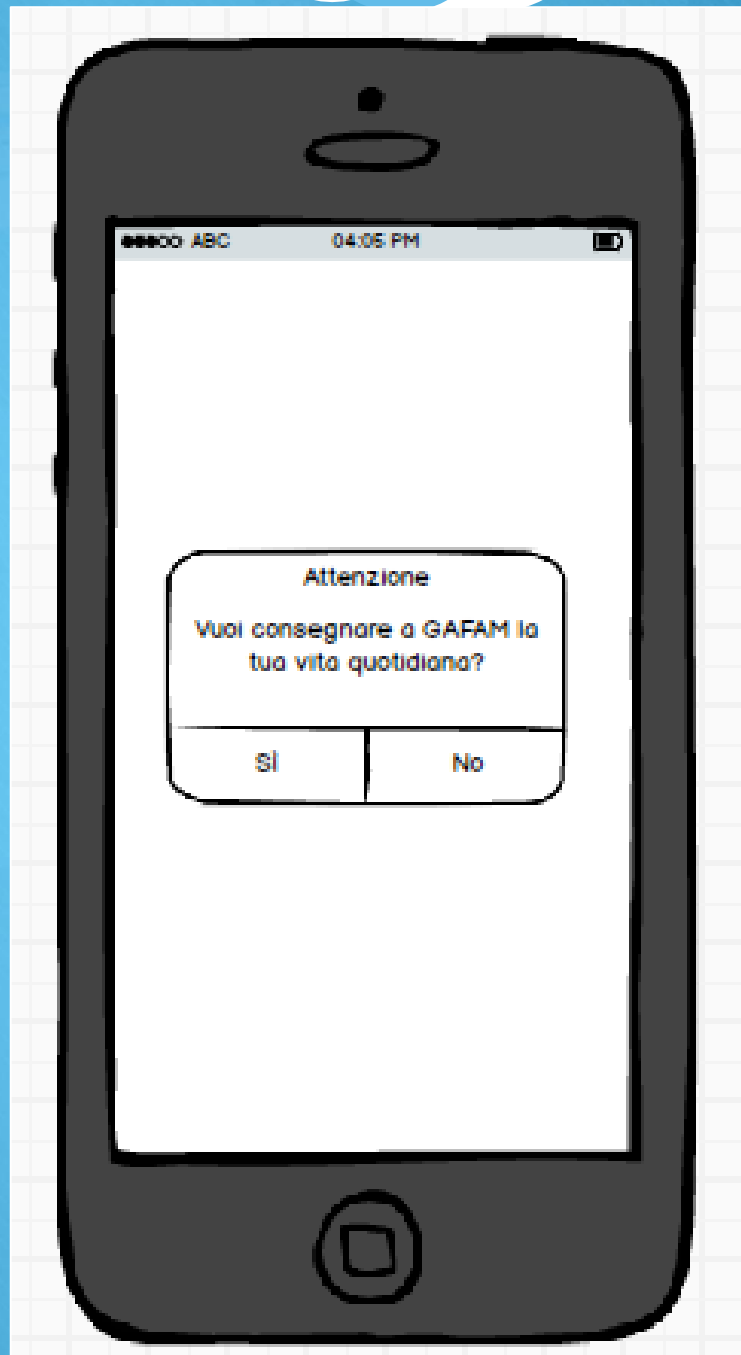 ABC 04:05 PM
Attenzione
Vuoi consegnare a GAFAM la
tua vita quotidiana?
Sì No